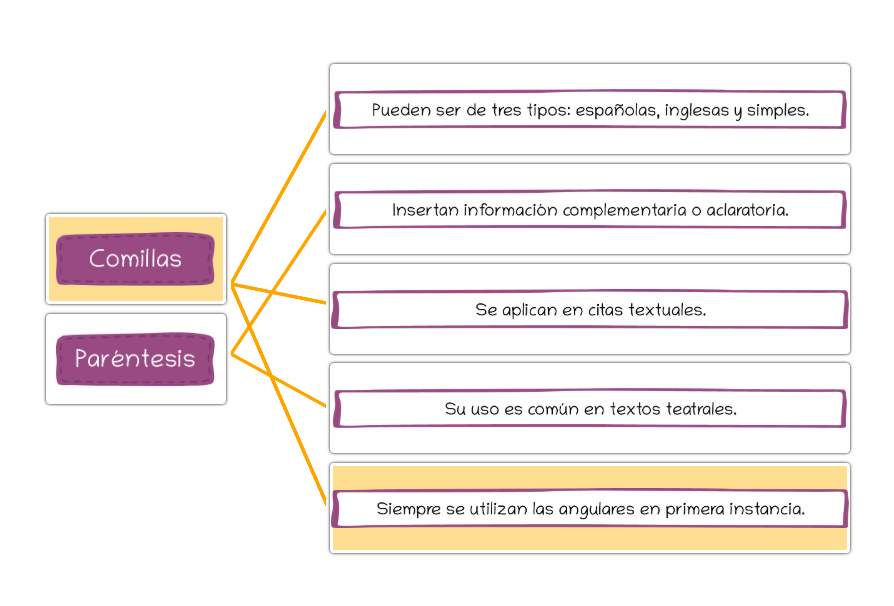 Comillas
Paréntesis
Pueden ser de tres tipos: españolas, inglesas y simples.
Insertan información complementaria o aclaratoria.
Se aplican en citas textuales.
Su uso es común en textos teatrales.
Siempre se utilizan las angulares en primera instancia.